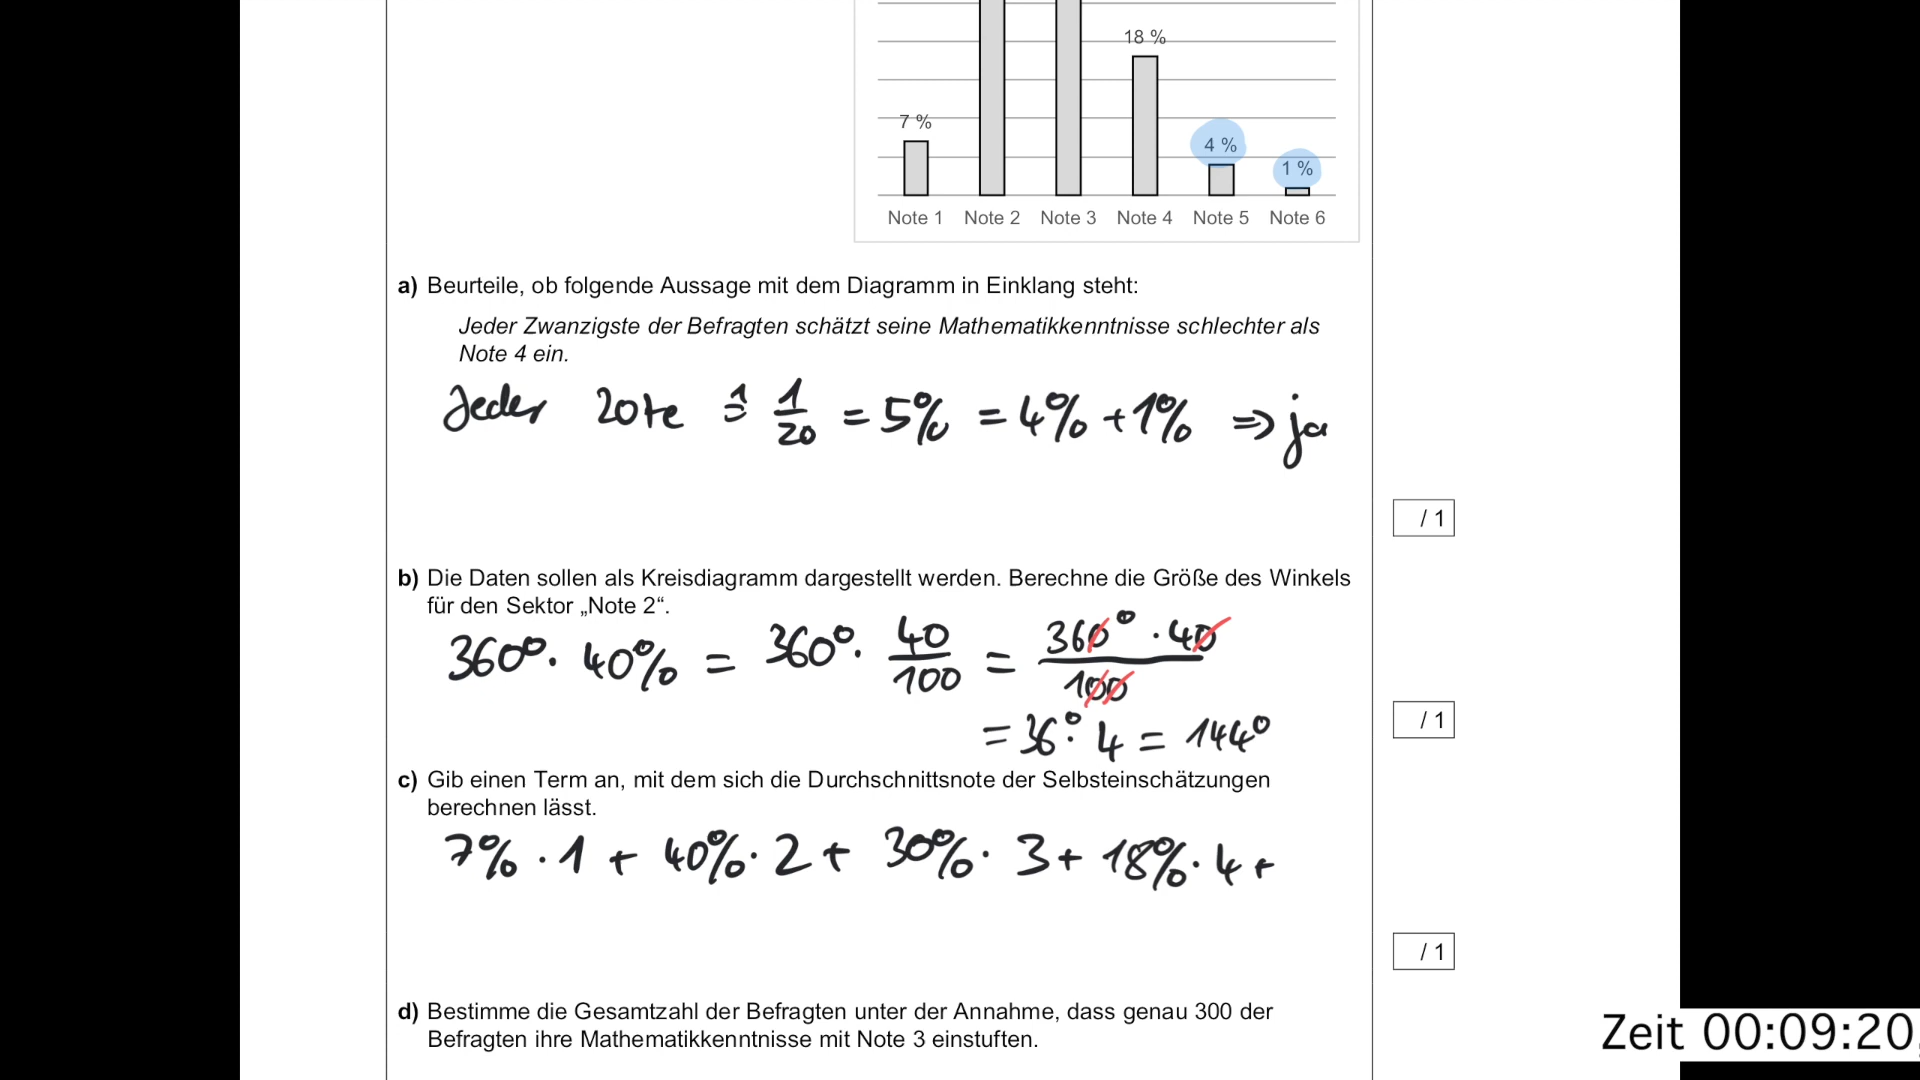 18 %
7 %
4 %
1 %
Note 1 Note 2 Note 3 Note 4 Note 5 Note 6
a) Beurteile, ob folgende Aussage mit dem Diagramm in Einklang steht:
Jeder Zwanzigste der Befragten schätzt seine Mathematikkenntnisse schlechter als
Note 4 ein.
Jeder 20te ≙ 1/20 = 5% = 4% + 1% ⇒ ja
/ 1
b) Die Daten sollen als Kreisdiagramm dargestellt werden. Berechne die Größe des Winkels
für den Sektor „Note 2“.
360° · 40% = 360° · 40/100 = 360° · 40/100
= 36° · 4 = 144°
/ 1
c) Gib einen Term an, mit dem sich die Durchschnittsnote der Selbsteinschätzungen
berechnen lässt.
7% · 1 + 40% · 2 + 30% · 3 + 18% · 4 +
/ 1
d) Bestimme die Gesamtzahl der Befragten unter der Annahme, dass genau 300 der
Befragten ihre Mathematikkenntnisse mit Note 3 einstuften.
Zeit 00:09:20,